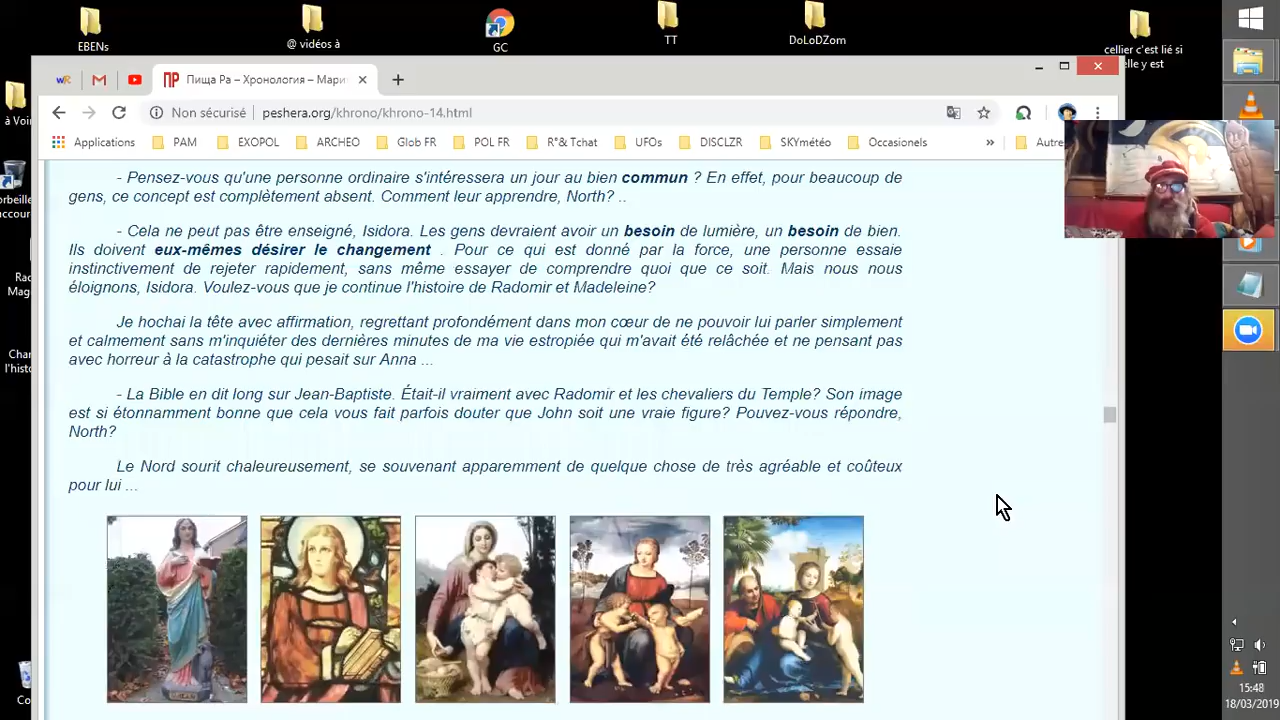 EBENs
@ vidéos à
GC
TT
DoLoDZom
cellier c'est lié si
elle y est
wR
M
ПР Пища Ра – Хронология – Мари
Non sécurisé
peshera.org/khrono/khrono-14.html
Applications
PAM
EXOPOL
ARCHEO
Glob FR
POL FR
R°& Tchat
UFOs
DISCLZR
SKYmétéo
Occasionels
»
Autre
à Voir
- Pensez-vous qu'une personne ordinaire s'intéressera un jour au bien commun ? En effet, pour beaucoup de
gens, ce concept est complètement absent. Comment leur apprendre, North? ..
- Cela ne peut pas être enseigné, Isidora. Les gens devraient avoir un besoin de lumière, un besoin de bien.
Ils doivent eux-mêmes désirer le changement . Pour ce qui est donné par la force, une personne essaie
instinctivement de rejeter rapidement, sans même essayer de comprendre quoi que ce soit. Mais nous nous
éloignons, Isidora. Voulez-vous que je continue l'histoire de Radomir et Madeleine?
Je hochai la tête avec affirmation, regrettant profondément dans mon cœur de ne pouvoir lui parler simplement
et calmement sans m'inquiéter des dernières minutes de ma vie estropiée qui m'avait été relâchée et ne pensant pas
avec horreur à la catastrophe qui pesait sur Anna ...
- La Bible en dit long sur Jean-Baptiste. Était-il vraiment avec Radomir et les chevaliers du Temple? Son image
est si étonnamment bonne que cela vous fait parfois douter que John soit une vraie figure? Pouvez-vous répondre,
North?
Le Nord sourit chaleureusement, se souvenant apparemment de quelque chose de très agréable et coûteux
pour lui ...
15:48
18/03/2019